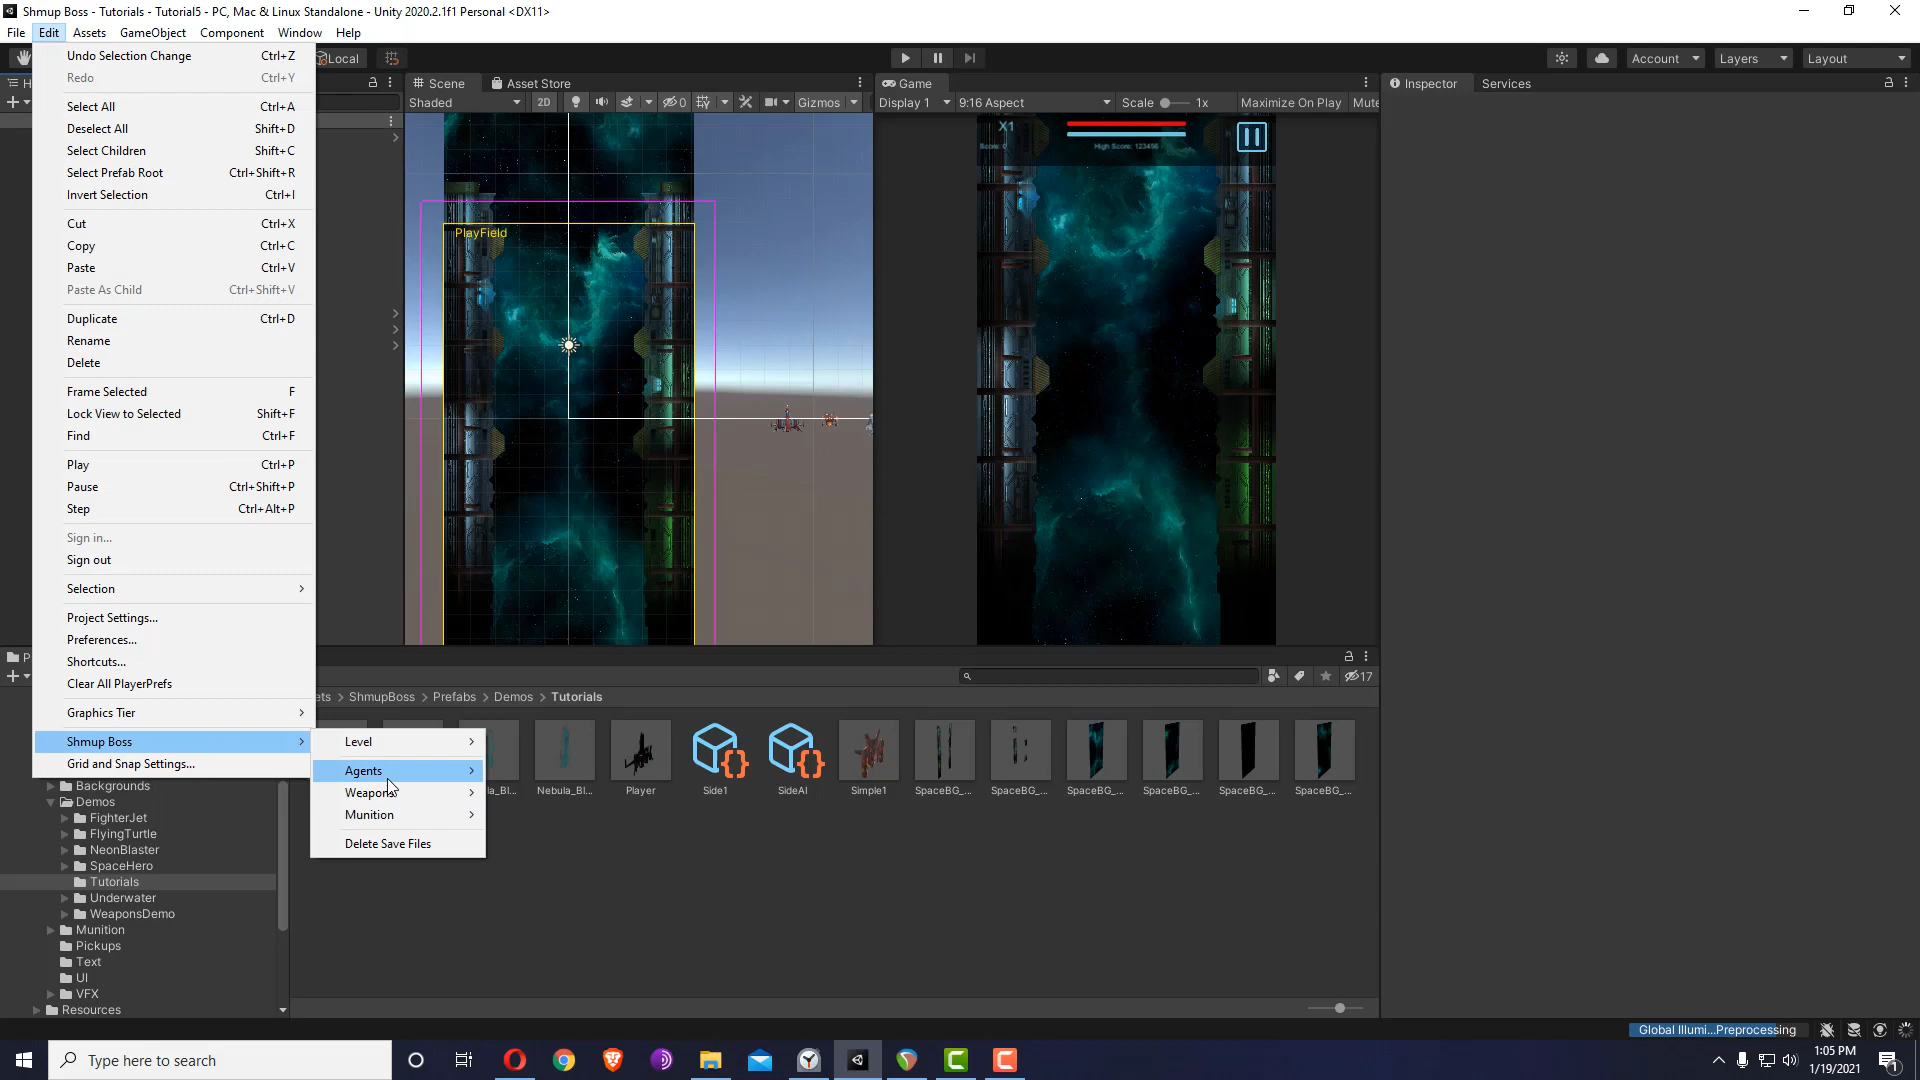 Shmup Boss - Tutorials - Tutorial5 - PC, Mac & Linux Standalone - Unity 2020.2.1f1 Personal <DX11>
File Edit Assets GameObject Component Window Help
Local Account Layers Layout
Undo Selection Change Ctrl+Z
Redo Ctrl+Y
Select All Ctrl+A
Deselect All Shift+D
Select Children Shift+C
Select Prefab Root Ctrl+Shift+R
Invert Selection Ctrl+I
Cut Ctrl+X
Copy Ctrl+C
Paste Ctrl+V
Paste As Child Ctrl+Shift+V
Duplicate Ctrl+D
Rename
Delete
Frame Selected F
Lock View to Selected Shift+F
Find Ctrl+F
Play Ctrl+P
Pause Ctrl+Shift+P
Step Ctrl+Alt+P
Sign in...
Sign out
Selection
Project Settings...
Preferences...
Shortcuts...
Clear All PlayerPrefs
Graphics Tier
Shmup Boss
Grid and Snap Settings...
Level
Agents
Weapons
Munition
Delete Save Files
Scene Asset Store
Shaded 2D 0 Gizmos
PlayField
Game
Display 1 9:16 Aspect Scale 1x Maximize On Play Mute
X1
Score: 0 High Score: 123456
Inspector Services
17
ets > ShmupBoss > Prefabs > Demos > Tutorials
la_Bl... Nebula_Bl... Player Side1 SideAI Simple1 SpaceBG_... SpaceBG_... SpaceBG_... SpaceBG_... SpaceBG_... SpaceBG_...
Backgrounds
Demos
FighterJet
FlyingTurtle
NeonBlaster
SpaceHero
Tutorials
Underwater
WeaponsDemo
Munition
Pickups
Text
UI
VFX
Resources
Global Illumi...Preprocessing
Type here to search
1:05 PM
1/19/2021
1